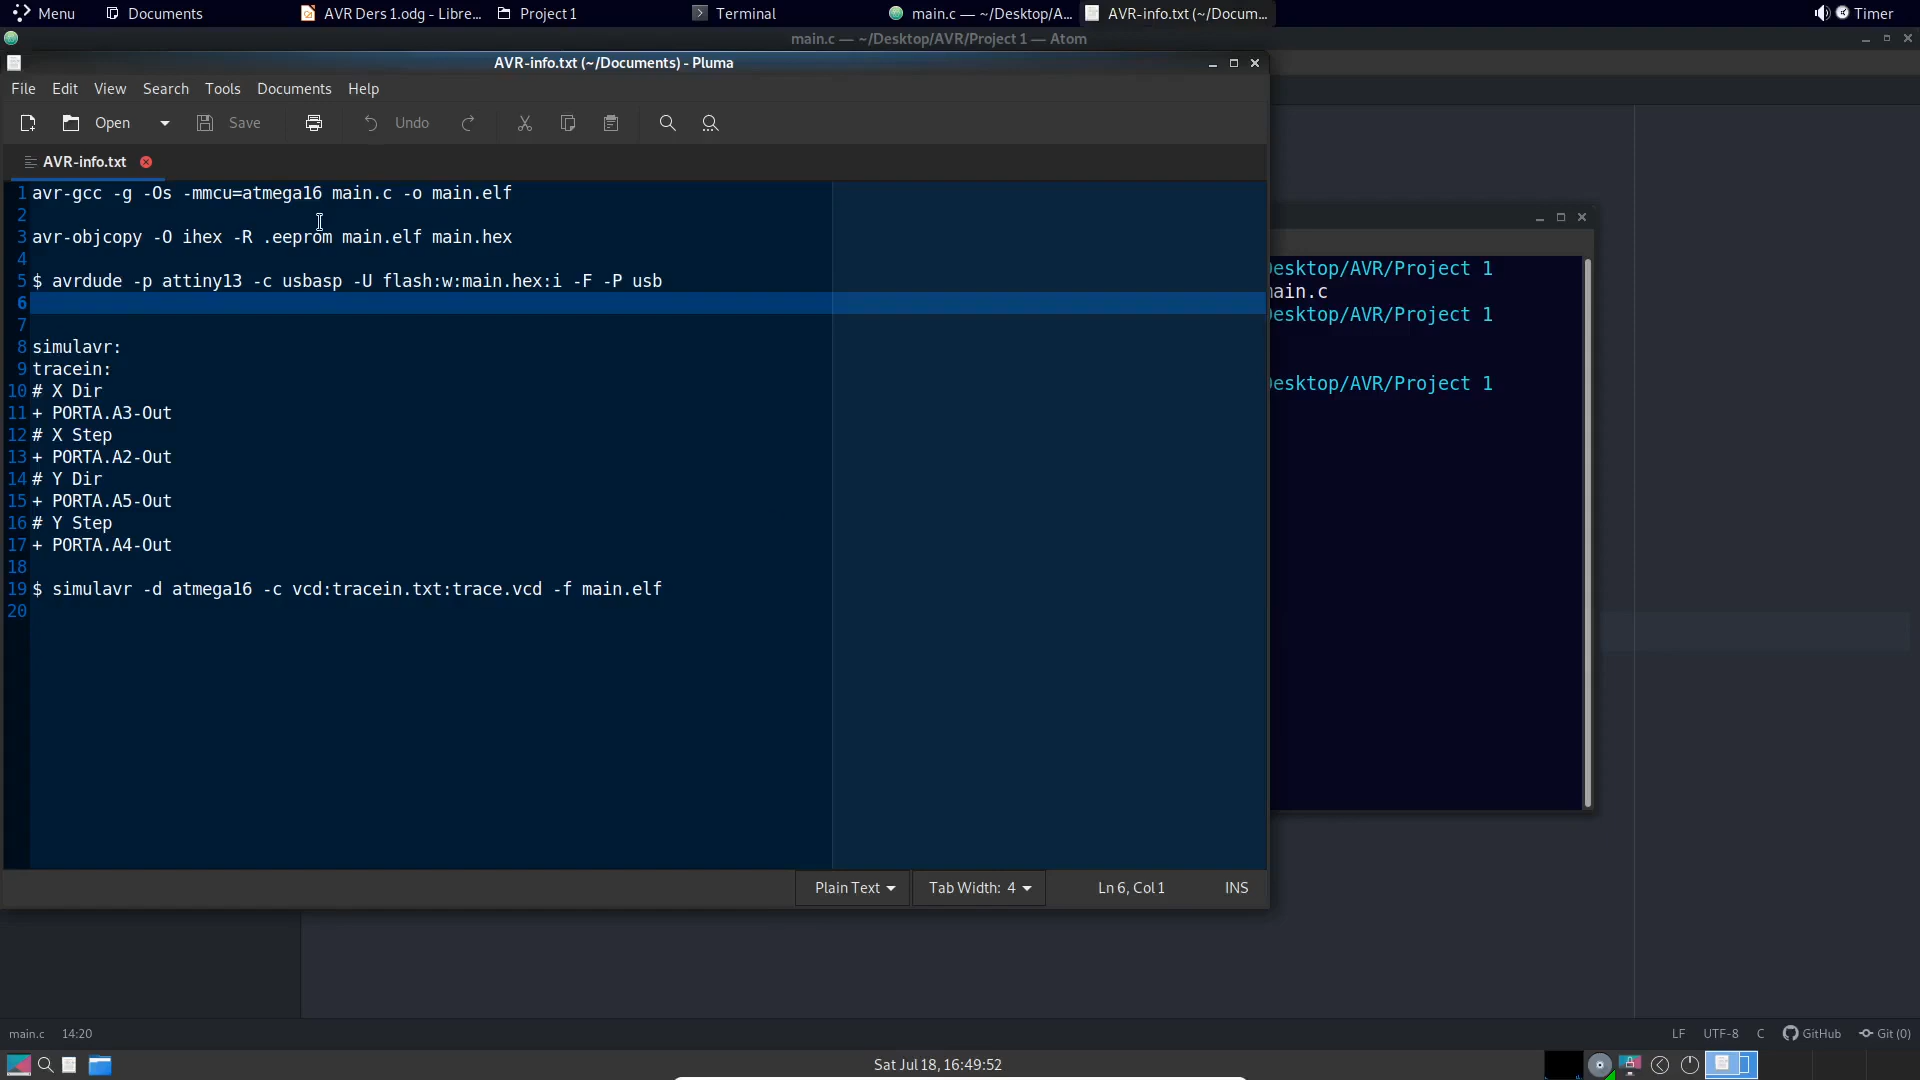 Menu Documents AVR Ders 1.odg - Libre... Project 1 Terminal main.c — ~/Desktop/A... AVR-info.txt (~/Docum... Timer
main.c — ~/Desktop/AVR/Project 1 — Atom
AVR-info.txt (~/Documents) - Pluma
File Edit View Search Tools Documents Help
Open Save Undo
AVR-info.txt
1 avr-gcc -g -Os -mmcu=atmega16 main.c -o main.elf
2
3 avr-objcopy -O ihex -R .eeprom main.elf main.hex
4
5 $ avrdude -p attiny13 -c usbasp -U flash:w:main.hex:i -F -P usb
6
7
8 simulavr:
9 tracein:
10 # X Dir
11 + PORTA.A3-Out
12 # X Step
13 + PORTA.A2-Out
14 # Y Dir
15 + PORTA.A5-Out
16 # Y Step
17 + PORTA.A4-Out
18
19 $ simulavr -d atmega16 -c vcd:tracein.txt:trace.vcd -f main.elf
20
Desktop/AVR/Project 1
main.c
Desktop/AVR/Project 1
Desktop/AVR/Project 1
Plain Text Tab Width: 4 Ln 6, Col 1 INS
main.c 14:20 LF UTF-8 C GitHub Git (0)
Sat Jul 18, 16:49:52